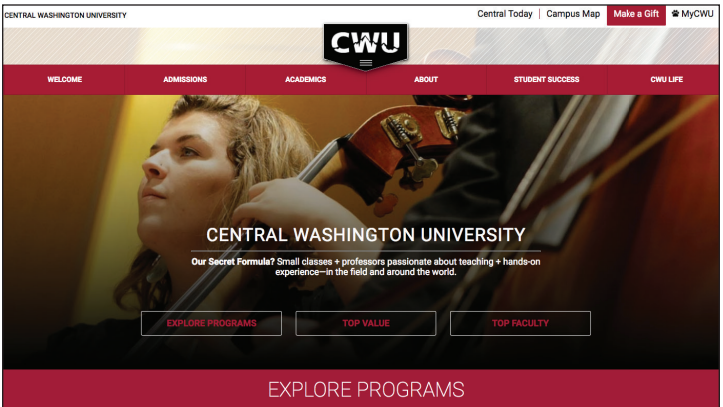 CENTRAL WASHINGTON UNIVERSITY
Central Today | Campus Map Make a Gift MyCWU
CWU
WELCOME ADMISSIONS ACADEMICS ABOUT STUDENT SUCCESS CWU LIFE
CENTRAL WASHINGTON UNIVERSITY
Our Secret Formula? Small classes + professors passionate about teaching + hands-on
experience—in the field and around the world.
EXPLORE PROGRAMS TOP VALUE TOP FACULTY
EXPLORE PROGRAMS